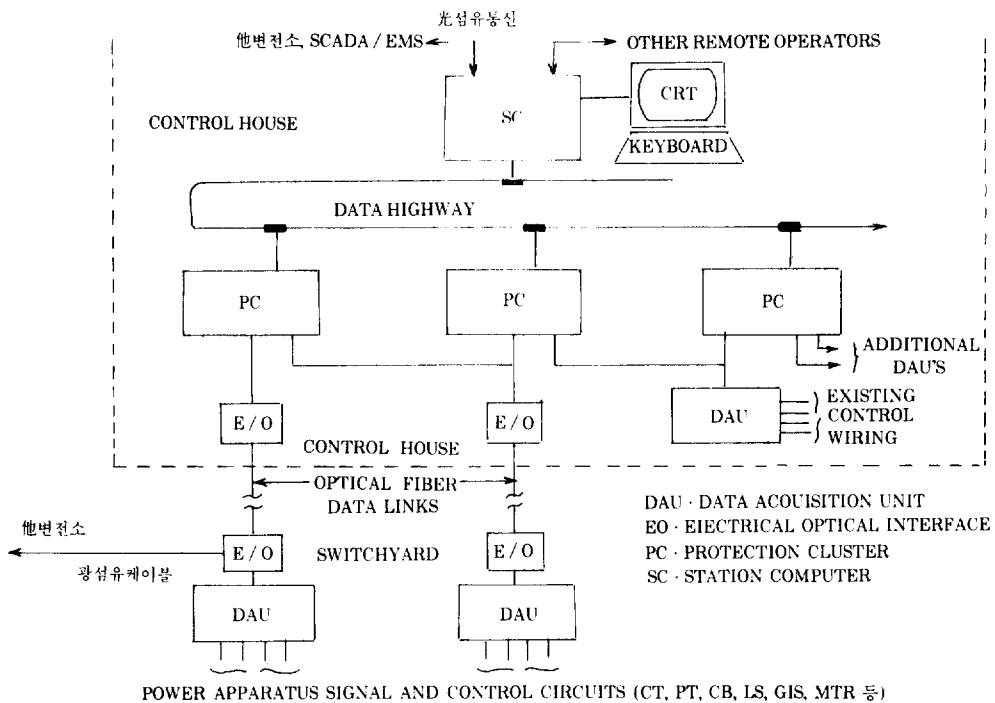 光섬유통신
他변전소, SCADA / EMS
OTHER REMOTE OPERATORS
CONTROL HOUSE
SC
CRT
KEYBOARD
DATA HIGHWAY
PC
PC
PC
ADDITIONAL
DAU'S
E / O
E / O
DAU
EXISTING
CONTROL
WIRING
CONTROL HOUSE
OPTICAL FIBER
DATA LINKS
DAU · DATA ACOUISITION UNIT
EO · EIECTRICAL OPTICAL INTERFACE
PC · PROTECTION CLUSTER
SC · STATION COMPUTER
他변전소
광섬유케이블
E / O
SWITCHYARD
E / O
DAU
DAU
POWER APPARATUS SIGNAL AND CONTROL CIRCUITS (CT, PT, CB, LS, GIS, MTR 등)